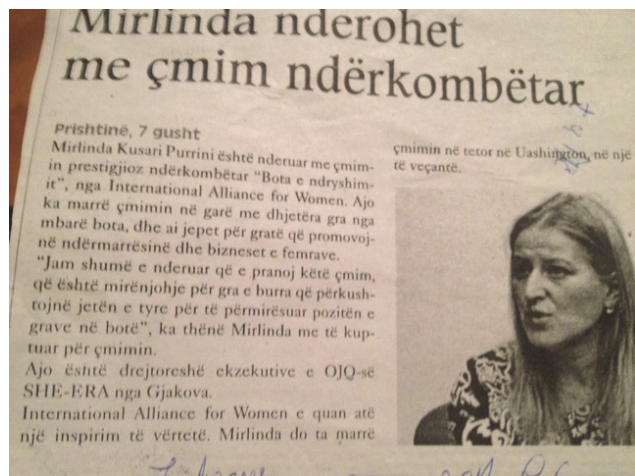 Mirlinda nderohet
me çmim ndërkombëtar
Prishtinë, 7 gusht
Mirlinda Kusari Purrini është nderuar me çmim-
in prestigjioz ndërkombëtar “Bota e ndryshim-
it”, nga International Alliance for Women. Ajo
ka marrë çmimin në garë me dhjetëra gra nga
mbarë bota, dhe ai jepet për gratë që promovoj-
në ndërmarrësinë dhe bizneset e femrave.
“Jam shumë e nderuar që e pranoj këtë çmim,
që është mirënjohje për gra e burra që përkush-
tojnë jetën e tyre për të përmirësuar pozitën e
grave në botë”, ka thënë Mirlinda me të kup-
tuar për çmimin.
Ajo është drejtoreshë ekzekutive e OJQ-së
SHE-ERA nga Gjakova.
International Alliance for Women e quan atë
një inspirim të vërtetë. Mirlinda do ta marrë
çmimin në tetor në Uashington, në një
të veçantë.